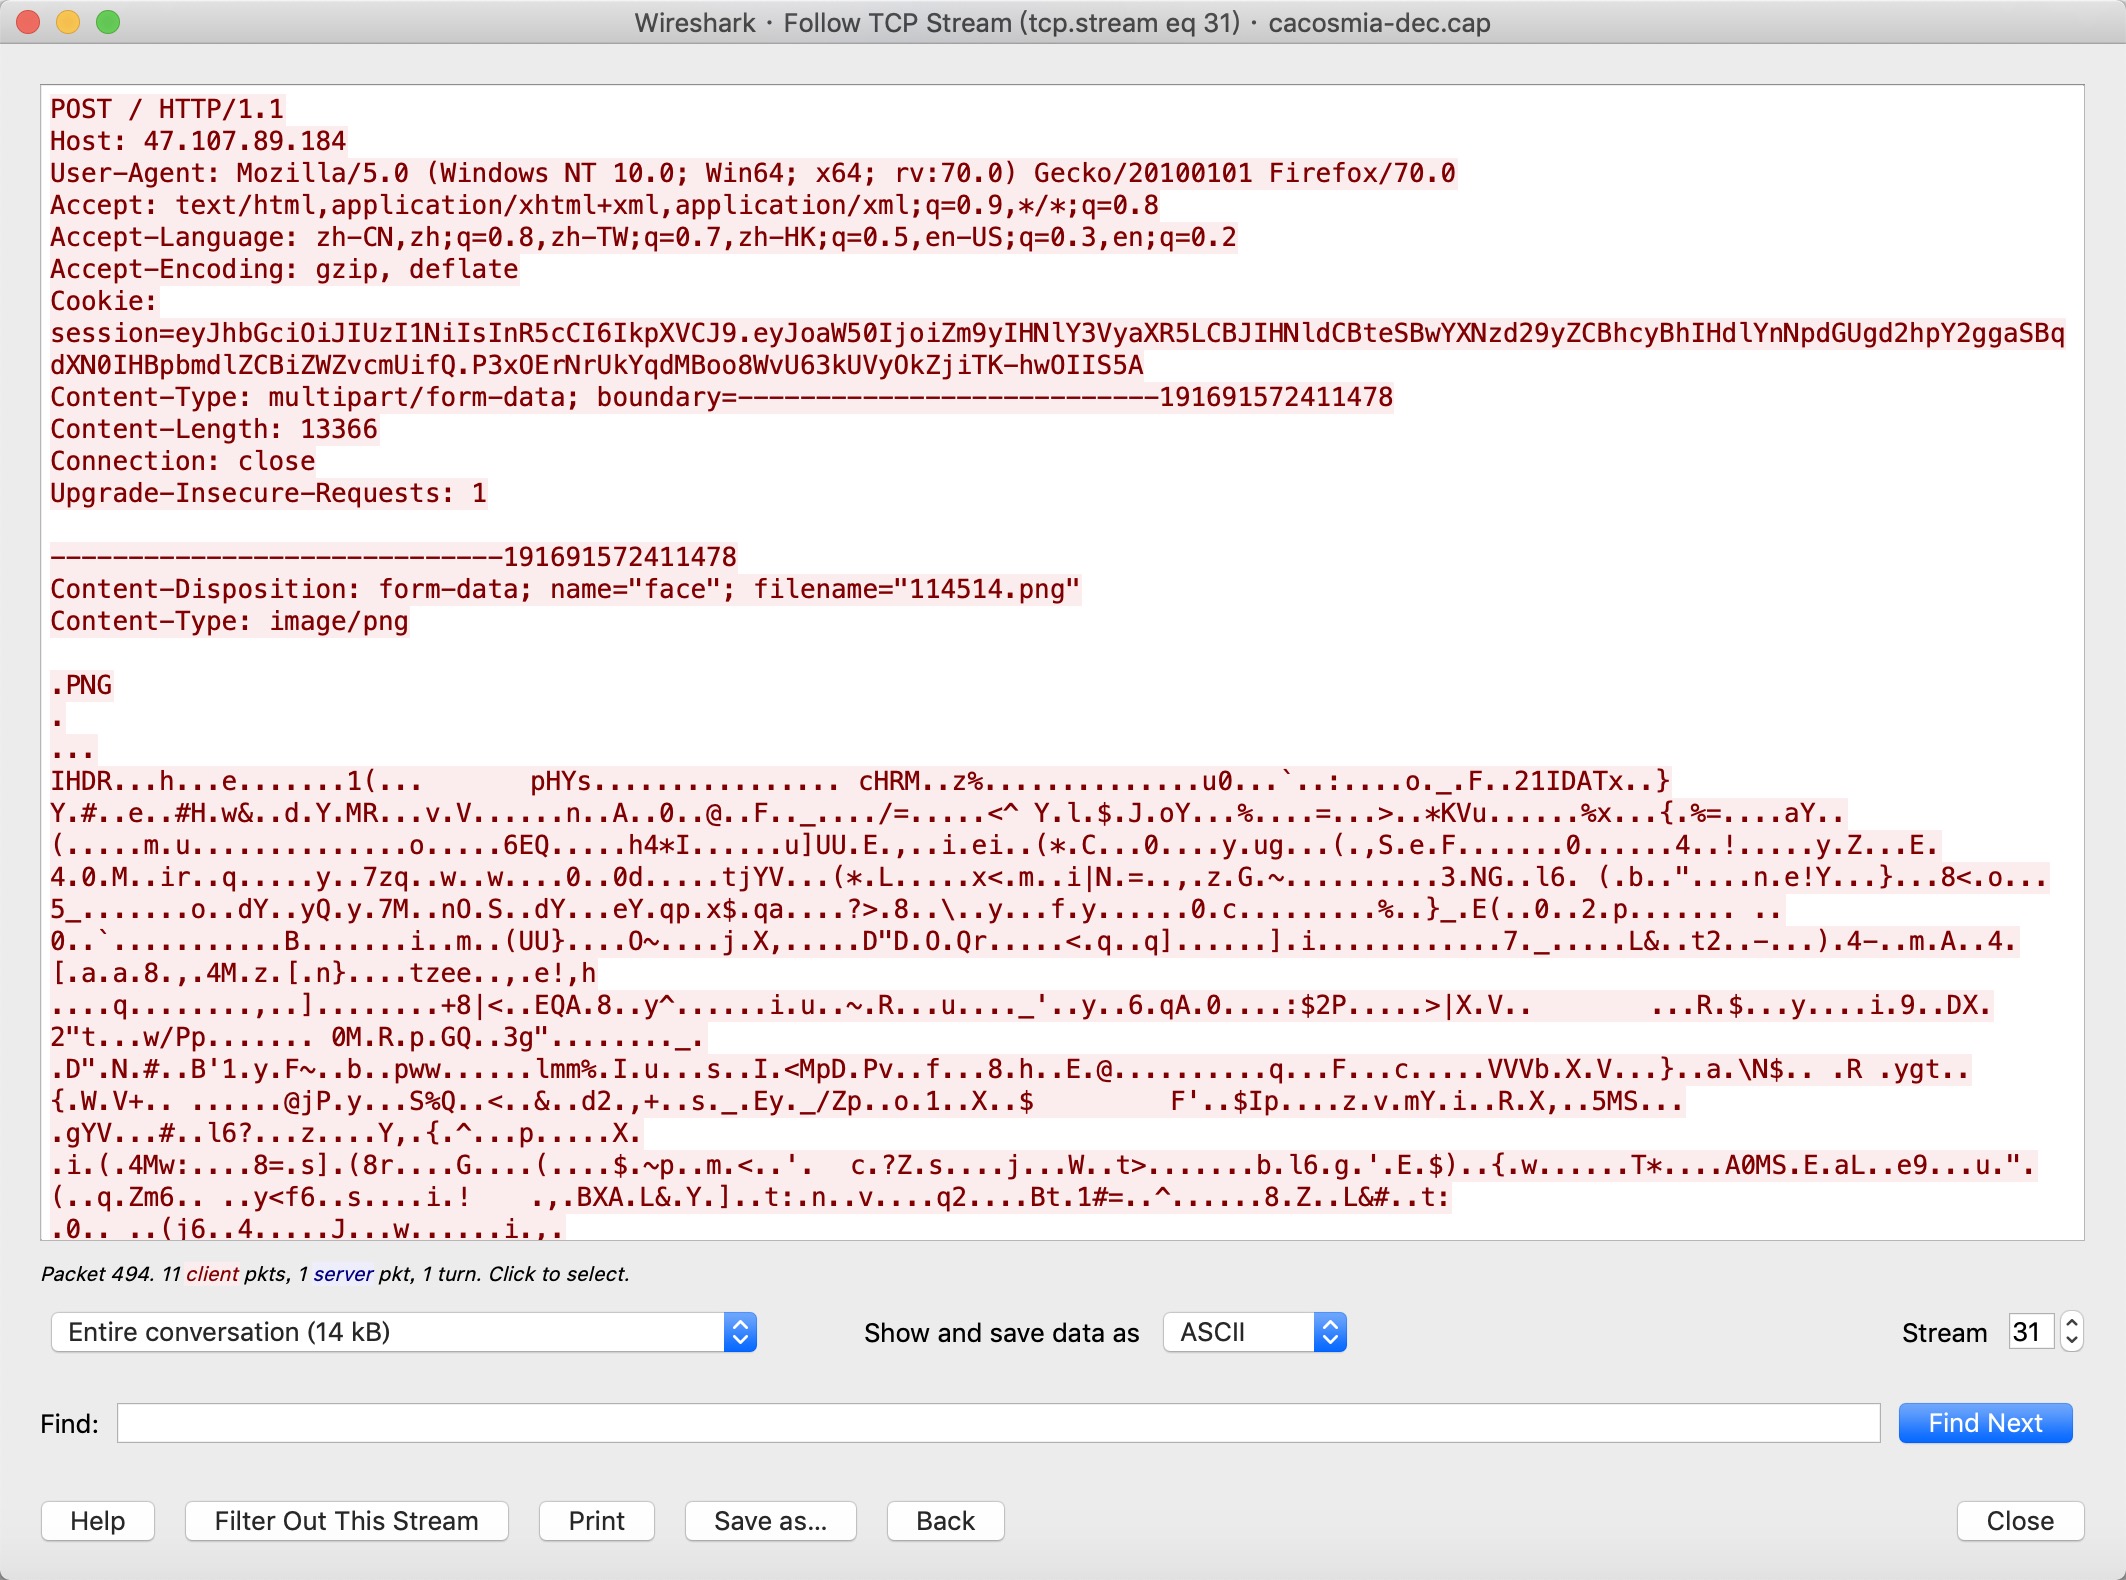 Wireshark · Follow TCP Stream (tcp.stream eq 31) · cacosmia-dec.cap
POST / HTTP/1.1
Host: 47.107.89.184
User-Agent: Mozilla/5.0 (Windows NT 10.0; Win64; x64; rv:70.0) Gecko/20100101 Firefox/70.0
Accept: text/html,application/xhtml+xml,application/xml;q=0.9,*/*;q=0.8
Accept-Language: zh-CN,zh;q=0.8,zh-TW;q=0.7,zh-HK;q=0.5,en-US;q=0.3,en;q=0.2
Accept-Encoding: gzip, deflate
Cookie:
session=eyJhbGciOiJIUzI1NiIsInR5cCI6IkpXVCJ9.eyJoaW50IjoiZm9yIHNlY3VyaXR5LCBJIHNldCBteSBwYXNzd29yZCBhcyBhIHdlYnNpdGUgd2hpY2ggaSBq
dXN0IHBpbmdlZCBiZWZvcmUifQ.P3xOErNrUkYqdMBoo8WvU63kUVyOkZjiTK-hwOIIS5A
Content-Type: multipart/form-data; boundary=---------------------------191691572411478
Content-Length: 13366
Connection: close
Upgrade-Insecure-Requests: 1
-----------------------------191691572411478
Content-Disposition: form-data; name="face"; filename="114514.png"
Content-Type: image/png
.PNG
.
...
IHDR...h...e.......1(...       pHYs................ cHRM..z%..............u0...`..:....o._.F..21IDATx..}
Y.#..e..#H.w&..d.Y.MR...v.V......n..A..0..@..F.._..../=.....<^ Y.l.$.J.oY...%....=...>..*KVu......%x...{.%=....aY..
(.....m.u..............o.....6EQ.....h4*I......u]UU.E.,..i.ei..(*.C...0....y.ug...(.,S.e.F.......0......4..!.....y.Z...E.
4.0.M..ir..q.....y..7zq..w..w....0..0d.....tjYV...(*.L.....x<.m..i|N.=..,.z.G.~..........3.NG..l6. (.b.."....n.e!Y...}...8<.o...
5_.......o..dY..yQ.y.7M..nO.S..dY...eY.qp.x$.qa....?>.8..\..y...f.y......0.c.........%..}_.E(..0..2.p....... ..
0..`...........B.......i..m..(UU}....O~....j.X,.....D"D.O.Qr.....<.q..q]......].i............7._.....L&..t2..-...).4-..m.A..4.
[.a.a.8.,.4M.z.[.n}....tzee..,.e!,h
....q........,..]........+8|<..EQA.8..y^......i.u..~.R...u...._'..y..6.qA.0....:$2P.....>|X.V..        ...R.$...y....i.9..DX.
2"t...w/Pp....... 0M.R.p.GQ..3g"........_.
.D".N.#..B'1.y.F~..b..pww......lmm%.I.u...s..I.<MpD.Pv..f...8.h..E.@..........q...F...c.....VVVb.X.V...}..a.\N$.. .R .ygt..
{.W.V+.. ......@jP.y...S%Q..<..&..d2.,+..s._.Ey._/Zp..o.1..X..$         F'..$Ip....z.v.mY.i..R.X,..5MS...
.gYV...#..l6?...z....Y,.{.^...p.....X.
.i.(.4Mw:....8=.s].(8r....G....(....$.~p..m.<..'.   c.?Z.s....j...W..t>.......b.l6.g.'.E.$)..{.w......T*....A0MS.E.aL..e9...u.".
(..q.Zm6.. ..y<f6..s....i.!    .,.BXA.L&.Y.]..t:.n..v....q2....Bt.1#=..^......8.Z..L&#..t:
.0.. ..(j6..4.....J...w......i.,.
Packet 494. 11 client pkts, 1 server pkt, 1 turn. Click to select.
Entire conversation (14 kB) Show and save data as ASCII Stream 31
Find: Find Next
Help Filter Out This Stream Print Save as... Back Close